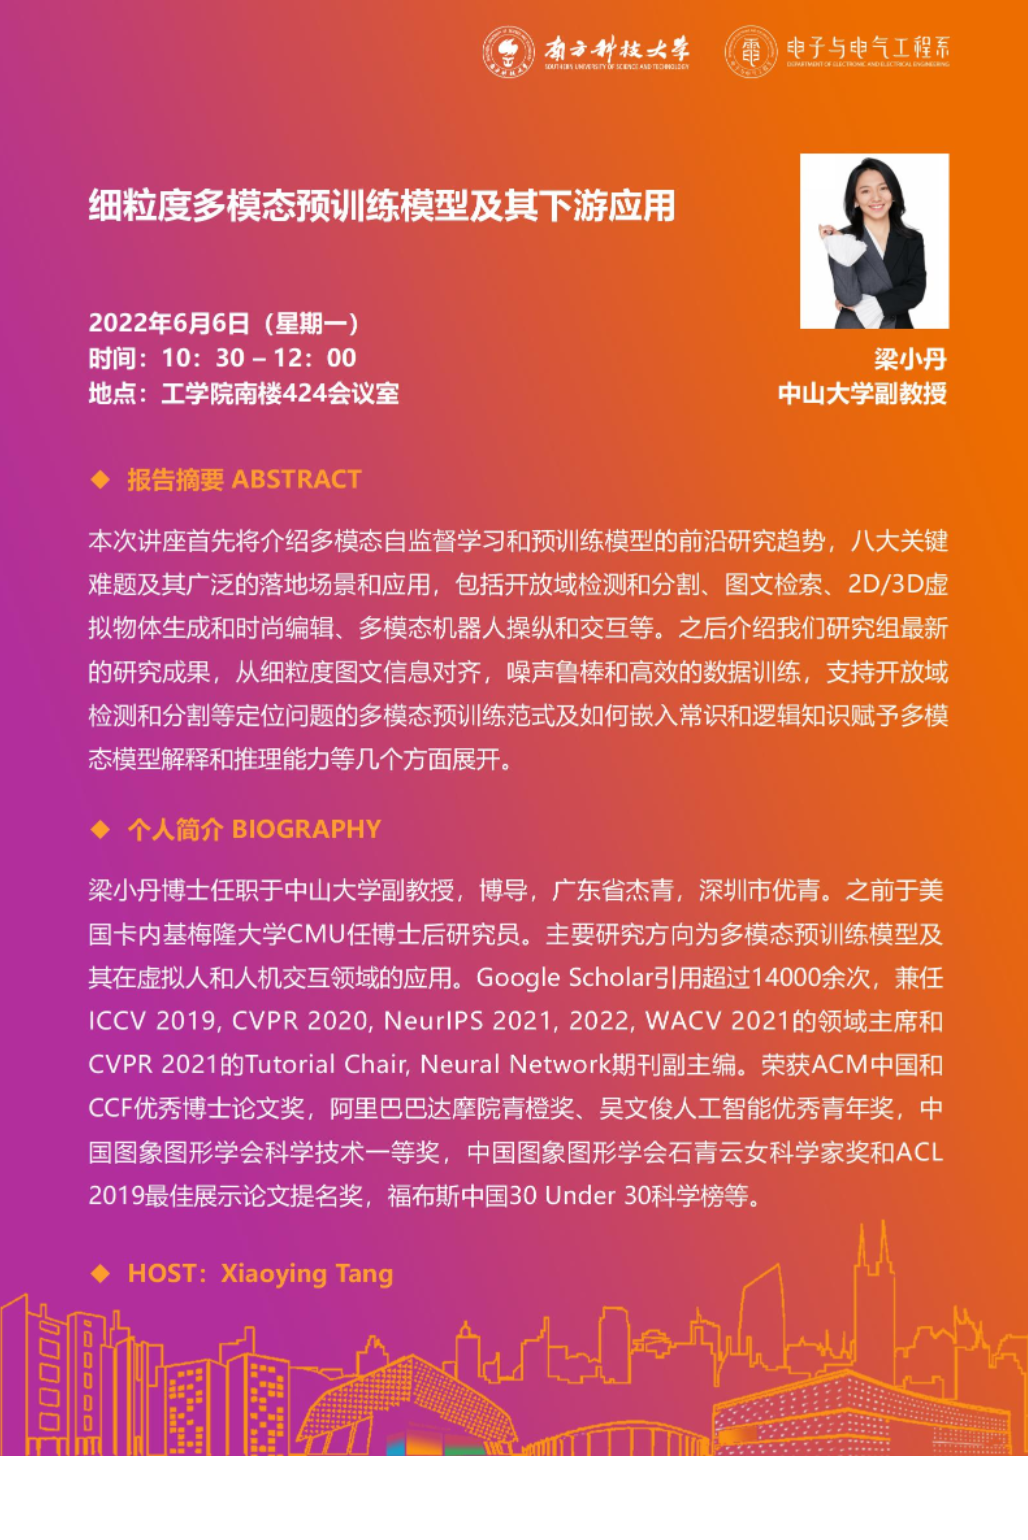 南方科技大学
SOUTHERN UNIVERSITY OF SCIENCE AND TECHNOLOGY
电子与电气工程系
DEPARTMENT OF ELECTRONIC AND ELECTRICAL ENGINEERING
细粒度多模态预训练模型及其下游应用
2022年6月6日（星期一）
时间：10：30 – 12：00
地点：工学院南楼424会议室
梁小丹
中山大学副教授
◆ 报告摘要 ABSTRACT
本次讲座首先将介绍多模态自监督学习和预训练模型的前沿研究趋势，八大关键
难题及其广泛的落地场景和应用，包括开放域检测和分割、图文检索、2D/3D虚
拟物体生成和时尚编辑、多模态机器人操纵和交互等。之后介绍我们研究组最新
的研究成果，从细粒度图文信息对齐，噪声鲁棒和高效的数据训练，支持开放域
检测和分割等定位问题的多模态预训练范式及如何嵌入常识和逻辑知识赋予多模
态模型解释和推理能力等几个方面展开。
◆ 个人简介 BIOGRAPHY
梁小丹博士任职于中山大学副教授，博导，广东省杰青，深圳市优青。之前于美
国卡内基梅隆大学CMU任博士后研究员。主要研究方向为多模态预训练模型及
其在虚拟人和人机交互领域的应用。Google Scholar引用超过14000余次，兼任
ICCV 2019, CVPR 2020, NeurIPS 2021, 2022, WACV 2021的领域主席和
CVPR 2021的Tutorial Chair, Neural Network期刊副主编。荣获ACM中国和
CCF优秀博士论文奖，阿里巴巴达摩院青橙奖、吴文俊人工智能优秀青年奖，中
国图象图形学会科学技术一等奖，中国图象图形学会石青云女科学家奖和ACL
2019最佳展示论文提名奖，福布斯中国30 Under 30科学榜等。
◆ HOST：Xiaoying Tang